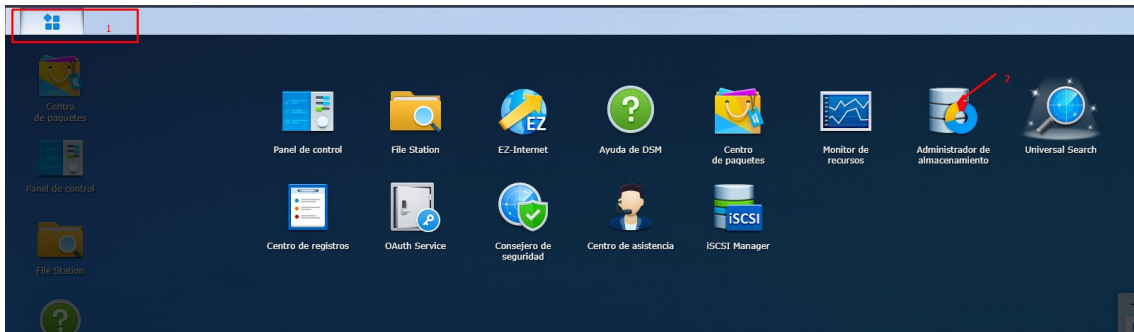 1
2
Centro
de paquetes
Panel de control
File Station
EZ
Panel de control
File Station
EZ-Internet
Ayuda de DSM
Centro
de paquetes
Monitor de
recursos
Administrador de
almacenamiento
Universal Search
iSCSI
Centro de registros
OAuth Service
Consejero de
seguridad
Centro de asistencia
iSCSI Manager